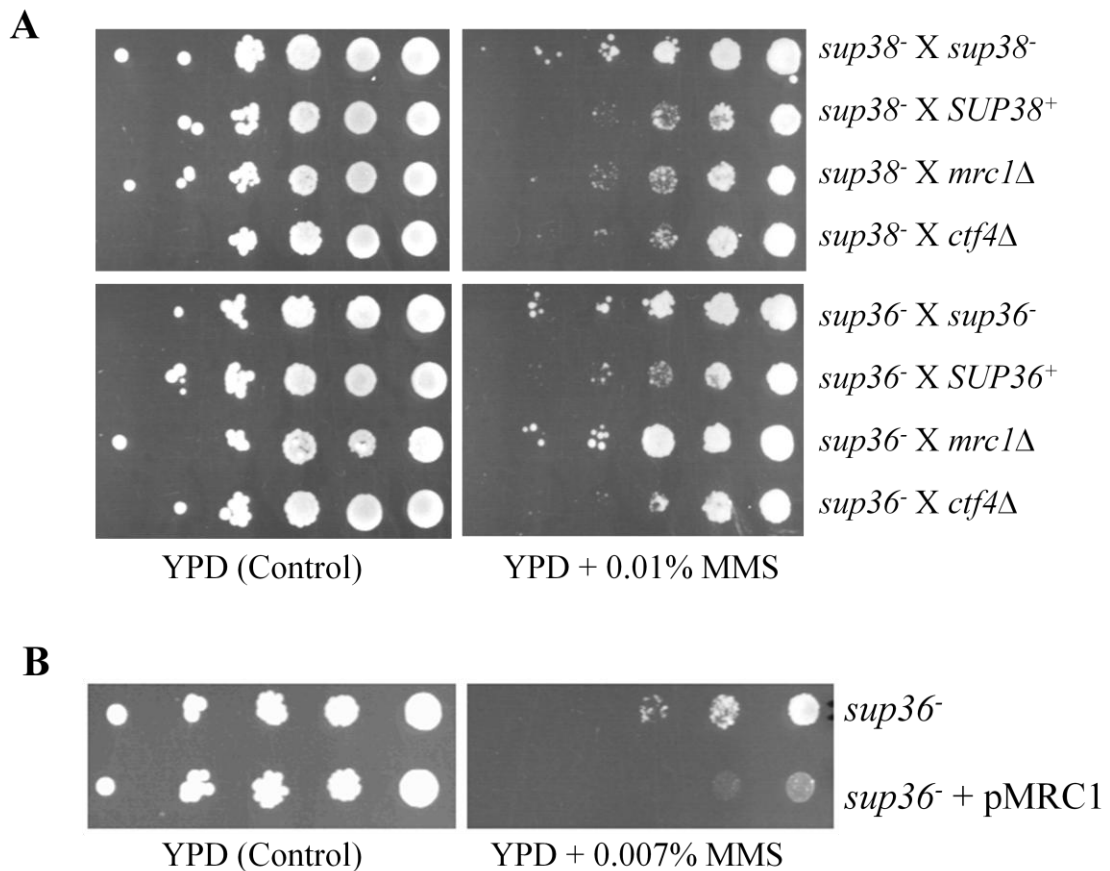 A
sup38⁻ X sup38⁻
sup38⁻ X SUP38⁺
sup38⁻ X mrc1Δ
sup38⁻ X ctf4Δ
sup36⁻ X sup36⁻
sup36⁻ X SUP36⁺
sup36⁻ X mrc1Δ
sup36⁻ X ctf4Δ
YPD (Control) YPD + 0.01% MMS
B
sup36⁻
sup36⁻ + pMRC1
YPD (Control) YPD + 0.007% MMS